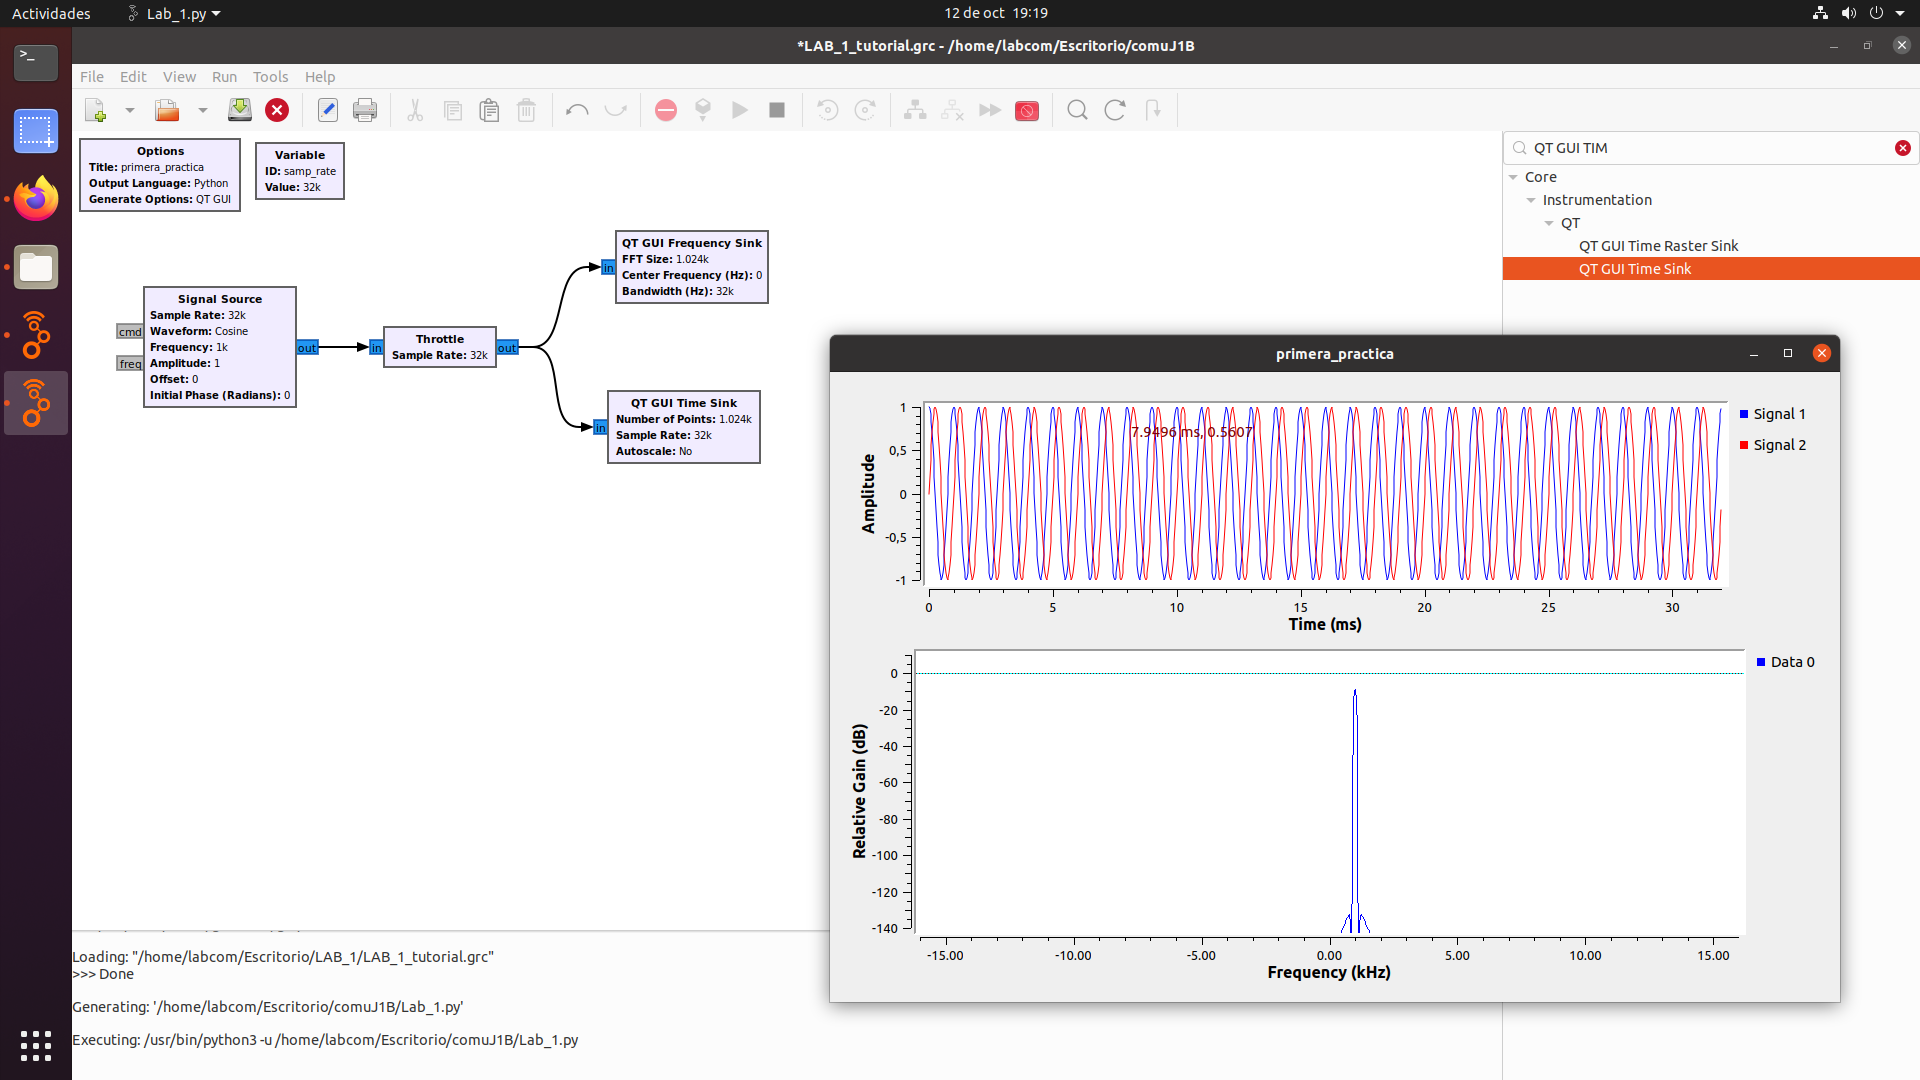 Actividades
Lab_1.py
12 de oct 19:19
*LAB_1_tutorial.grc - /home/labcom/Escritorio/comuJ1B
File Edit View Run Tools Help
Options
Title: primera_practica
Output Language: Python
Generate Options: QT GUI
Variable
ID: samp_rate
Value: 32k
QT GUI Frequency Sink
FFT Size: 1.024k
Center Frequency (Hz): 0
Bandwidth (Hz): 32k
in
Signal Source
Sample Rate: 32k
Waveform: Cosine
Frequency: 1k
Amplitude: 1
Offset: 0
Initial Phase (Radians): 0
cmd
freq
out
in
Throttle
Sample Rate: 32k
out
QT GUI Time Sink
Number of Points: 1.024k
Sample Rate: 32k
Autoscale: No
in
QT GUI TIM
Core
Instrumentation
QT
QT GUI Time Raster Sink
QT GUI Time Sink
primera_practica
1
0,5
0
-0,5
-1
Amplitude
7.9496 ms, 0.5607
Signal 1
Signal 2
0 5 10 15 20 25 30
Time (ms)
0
-20
-40
-60
-80
-100
-120
-140
Relative Gain (dB)
Data 0
-15.00 -10.00 -5.00 0.00 5.00 10.00 15.00
Frequency (kHz)
Loading: "/home/labcom/Escritorio/LAB_1/LAB_1_tutorial.grc"
>>> Done
Generating: '/home/labcom/Escritorio/comuJ1B/Lab_1.py'
Executing: /usr/bin/python3 -u /home/labcom/Escritorio/comuJ1B/Lab_1.py